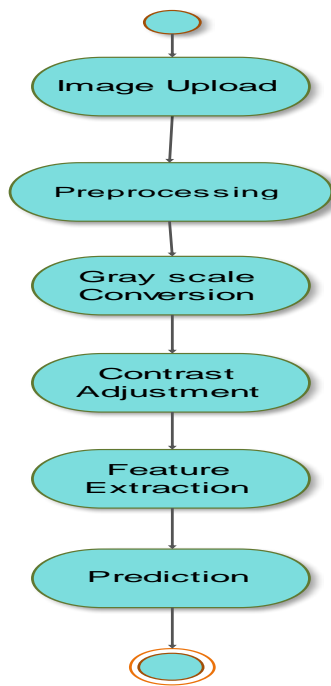 Image Upload
Preprocessing
Gray scale
Conversion
Contrast
Adjustment
Feature
Extraction
Prediction